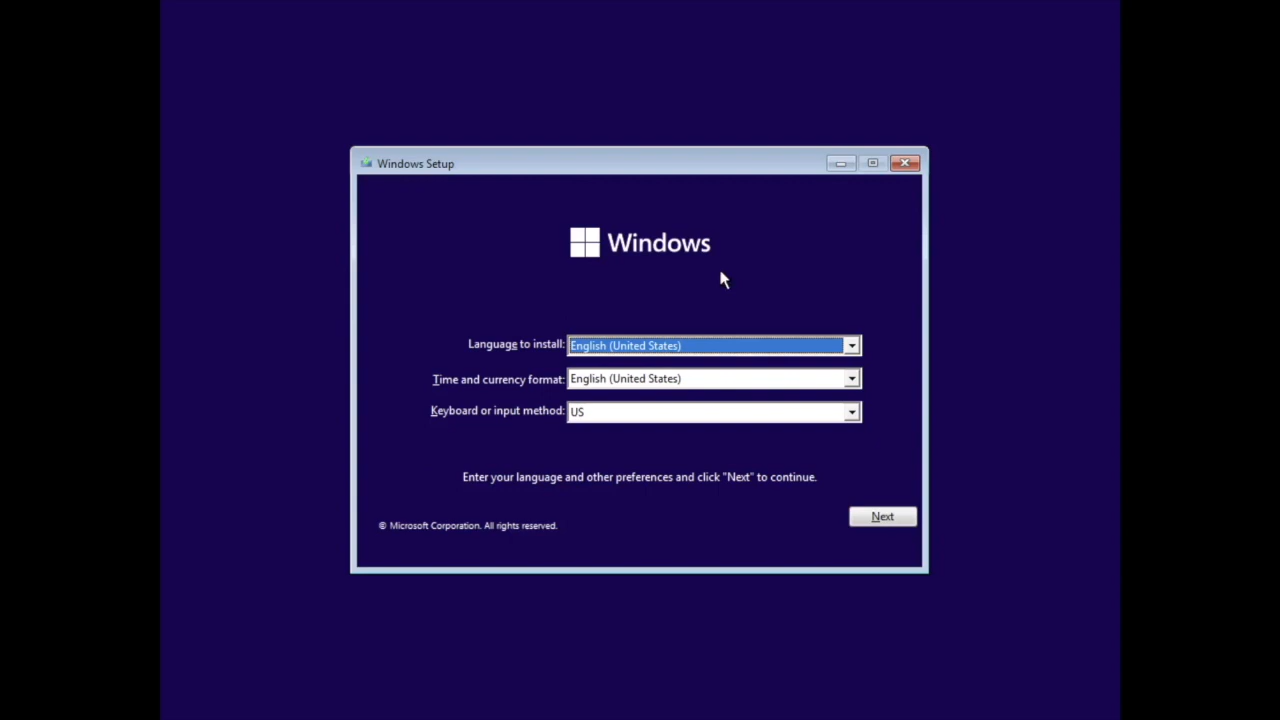 Windows Setup
Windows
Language to install: English (United States)
Time and currency format: English (United States)
Keyboard or input method: US
Enter your language and other preferences and click "Next" to continue.
Next
© Microsoft Corporation. All rights reserved.